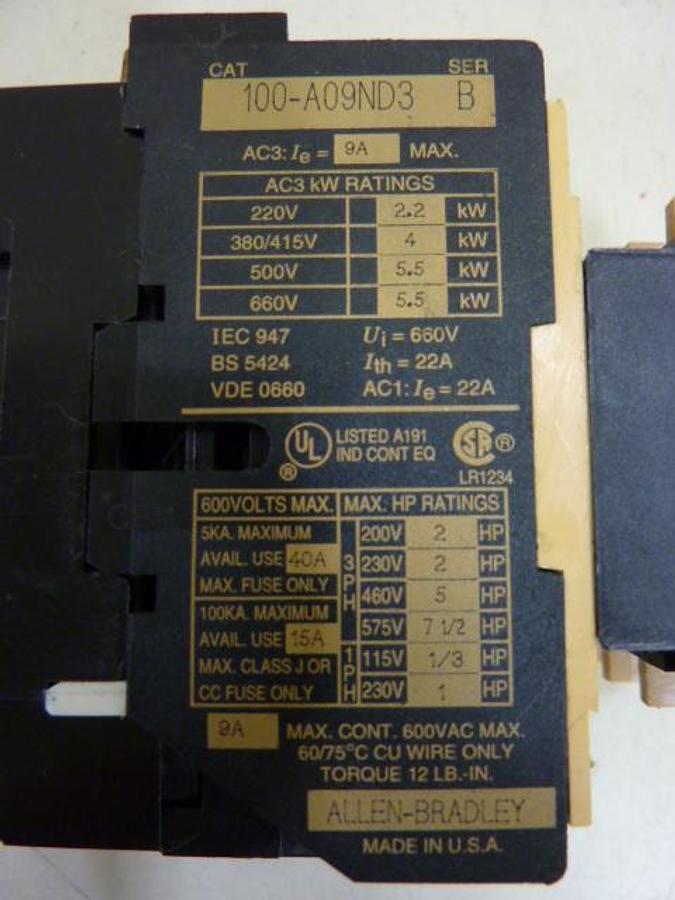 CAT SER
100-A09ND3 B
AC3: Ie = 9A MAX.
AC3 kW RATINGS
220V 2.2 kW
380/415V 4 kW
500V 5.5 kW
660V 5.5 kW
IEC 947 Ui = 660V
BS 5424 Ith = 22A
VDE 0660 AC1: Ie = 22A
UL ® LISTED A191
IND CONT EQ
SA ®
LR1234
600VOLTS MAX. MAX. HP RATINGS
5KA. MAXIMUM
AVAIL. USE 40A
MAX. FUSE ONLY
100KA. MAXIMUM
AVAIL. USE 15A
MAX. CLASS J OR
CC FUSE ONLY
3PH
200V 2 HP
230V 2 HP
460V 5 HP
575V 7 1/2 HP
1PH
115V 1/3 HP
230V 1 HP
9A MAX. CONT. 600VAC MAX.
60/75°C CU WIRE ONLY
TORQUE 12 LB.-IN.
ALLEN-BRADLEY
MADE IN U.S.A.